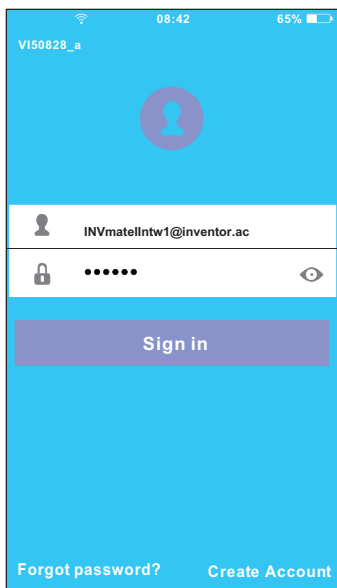 08:42 65%
VI50828_a
INVmatelIntw1@inventor.ac
••••••
Sign in
Forgot password? Create Account